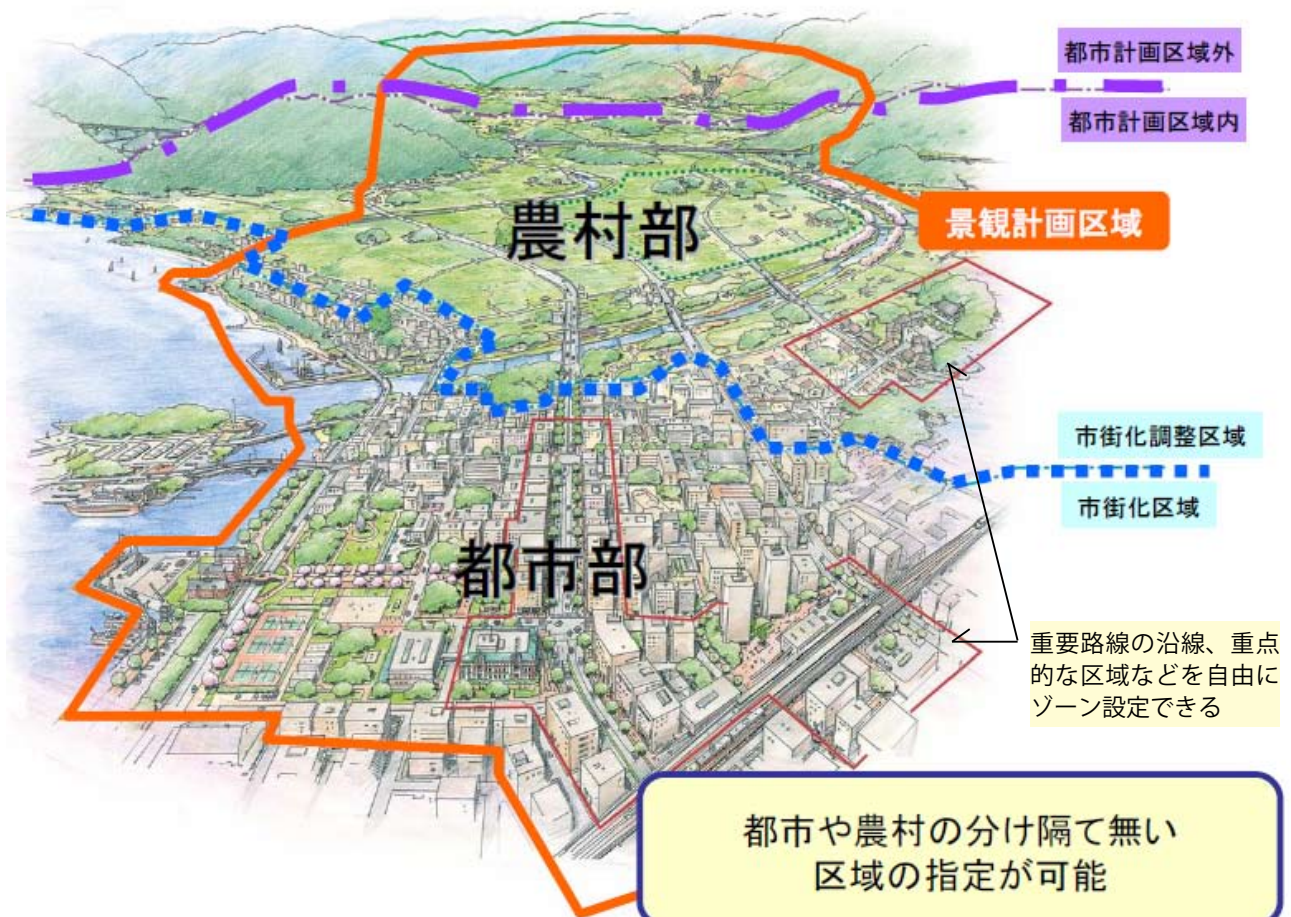 都市計画区域外
都市計画区域内
農村部
景観計画区域
市街化調整区域
市街化区域
都市部
重要路線の沿線、重点
的な区域などを自由に
ゾーン設定できる
都市や農村の分け隔て無い
区域の指定が可能